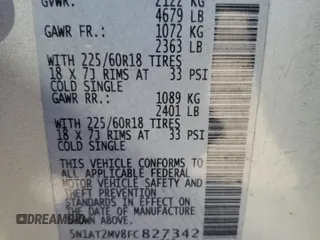 GVWR: 2122 KG
4679 LB
GAWR FR.: 1072 KG
2363 LB
WITH 225/60R18 TIRES
18 X 7J RIMS AT 33 PSI
COLD SINGLE
GAWR RR.: 1089 KG
2401 LB
WITH 225/60R18 TIRES
18 X 7J RIMS AT 33 PSI
COLD SINGLE
THIS VEHICLE CONFORMS TO
ALL APPLICABLE FEDERAL
MOTOR VEHICLE SAFETY
AND THEFT PREVENTION
STANDARDS IN EFFECT ON
THE DATE OF MANUFACTURE
SHOWN ABOVE.
5N1AT2MV8FC827342
DREAMBID